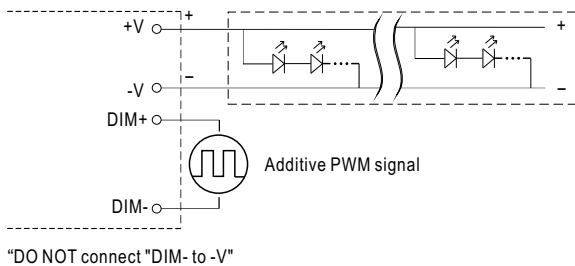 +V
+
-V
–
+
–
DIM+
DIM-
Additive PWM signal
“DO NOT connect "DIM- to -V"